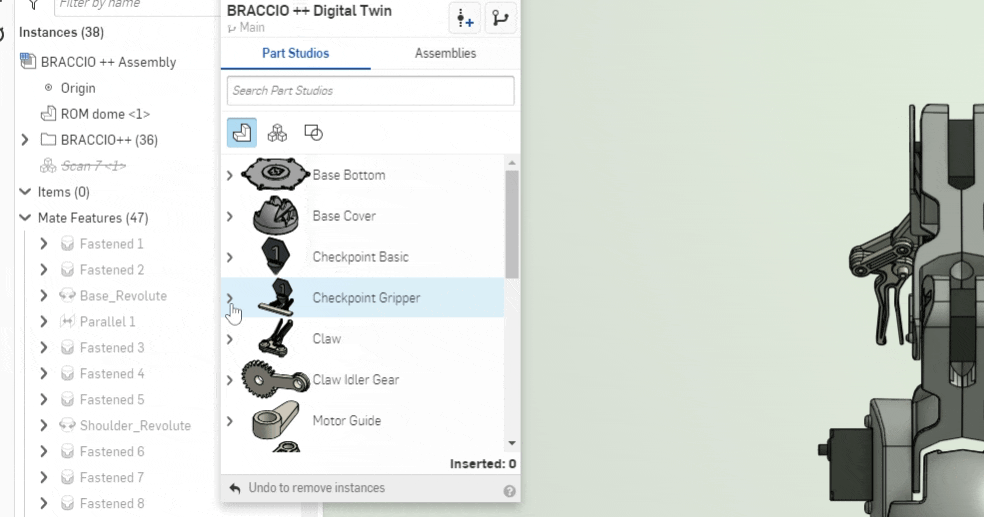 Filter by name
Instances (38)
BRACCIO ++ Assembly
Origin
ROM dome <1>
BRACCIO++ (36)
Scan 7 <1>
Items (0)
Mate Features (47)
Fastened 1
Fastened 2
Base_Revolute
Parallel 1
Fastened 3
Fastened 4
Fastened 5
Shoulder_Revolute
Fastened 6
Fastened 7
Fastened 8
BRACCIO ++ Digital Twin
Main
Part Studios
Assemblies
Search Part Studios
Base Bottom
Base Cover
1
Checkpoint Basic
Checkpoint Gripper
Claw
Claw Idler Gear
Motor Guide
Inserted: 0
Undo to remove instances
?